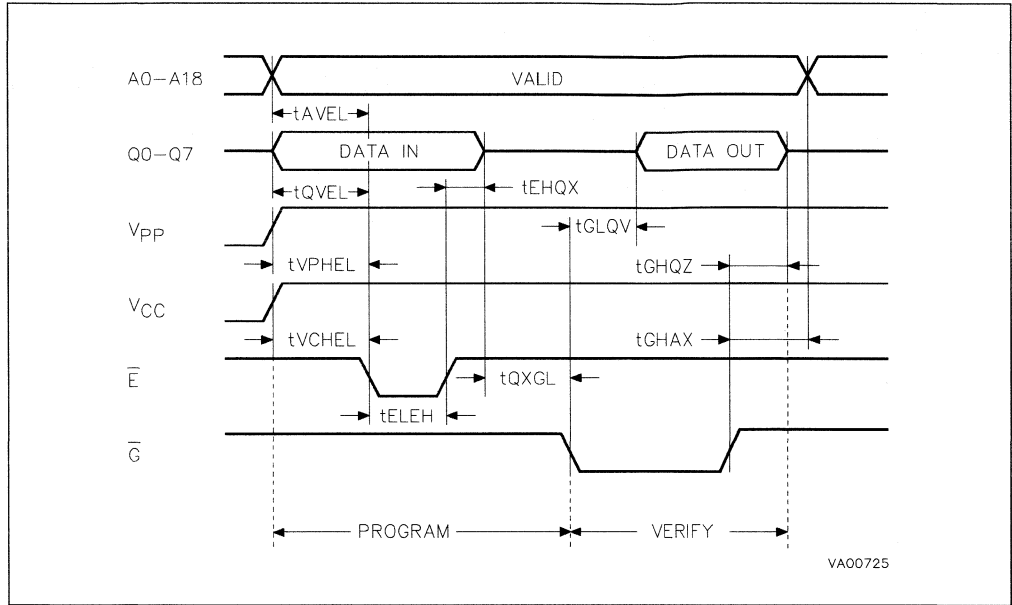 A0-A18
VALID
tAVEL
Q0-Q7
DATA IN
DATA OUT
tQVEL
tEHQX
VPP
tGLQV
tVPHEL
tGHQZ
VCC
tVCHEL
tGHAX
E
tQXGL
tELEH
G
PROGRAM
VERIFY
VA00725